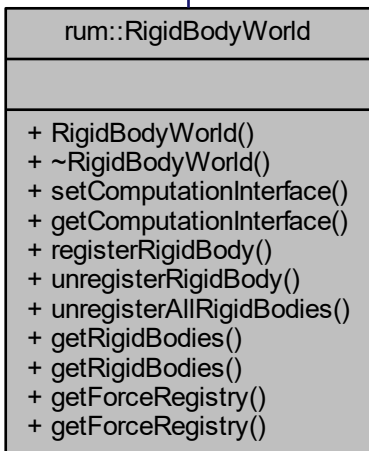 rum::RigidBodyWorld
+ RigidBodyWorld()
+ ~RigidBodyWorld()
+ setComputationInterface()
+ getComputationInterface()
+ registerRigidBody()
+ unregisterRigidBody()
+ unregisterAllRigidBodies()
+ getRigidBodies()
+ getRigidBodies()
+ getForceRegistry()
+ getForceRegistry()